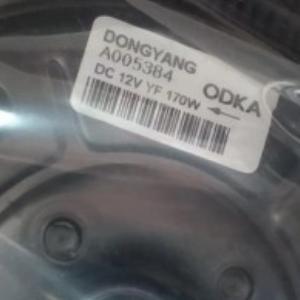 DONGYANG
A005384
DC 12V YF 170W
ODKA